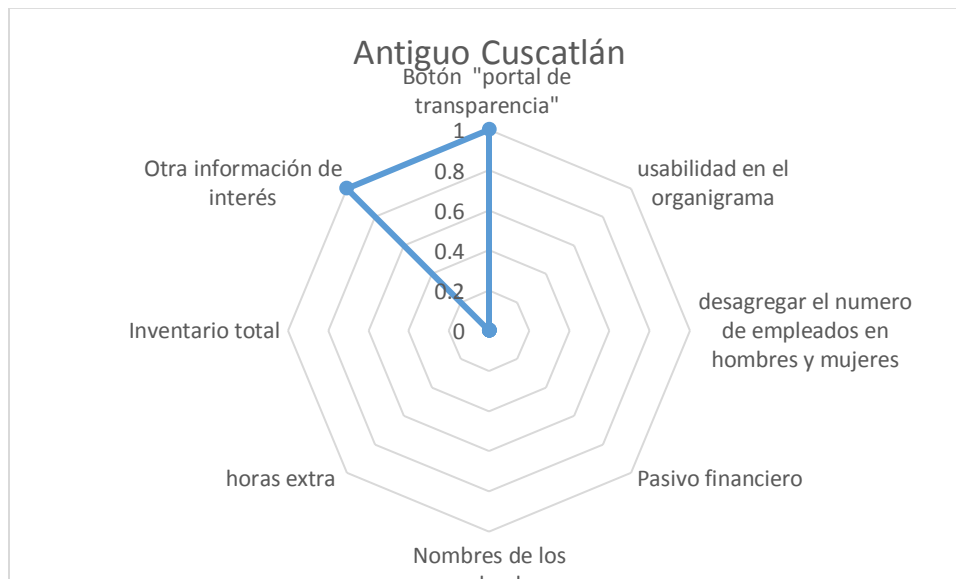 Antiguo Cuscatlán
Botón "portal de
transparencia"
1
0.8
0.6
0.4
0.2
0
usabilidad en el
organigrama
desagregar el numero
de empleados en
hombres y mujeres
Pasivo financiero
Nombres de los
horas extra
Inventario total
Otra información de
interés